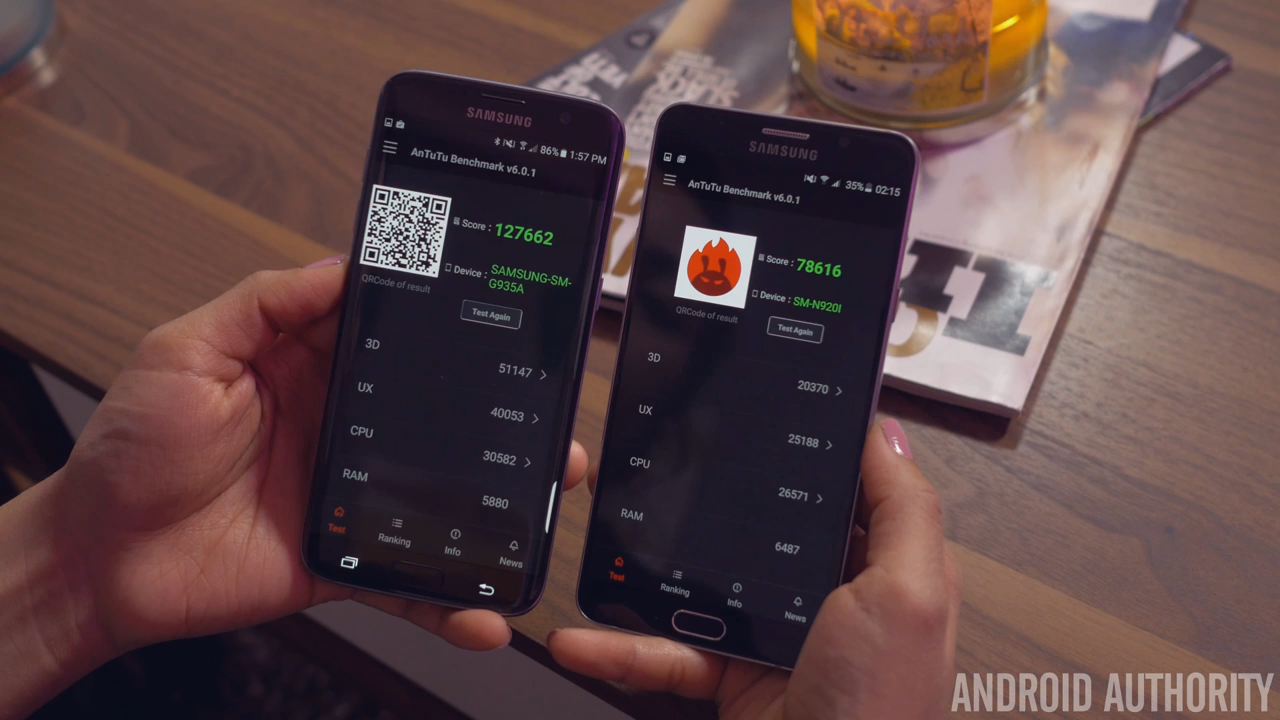 SAMSUNG
86% 1:57 PM
AnTuTu Benchmark v6.0.1
Score : 127662
Device : SAMSUNG-SM-
G935A
QRCode of result
Test Again
3D 51147
UX 40053
CPU 30582
RAM 5880
Test Ranking Info News
SAMSUNG
35% 02:15
AnTuTu Benchmark v6.0.1
Score : 78616
Device : SM-N920I
QRCode of result
Test Again
3D 20370
UX 25188
CPU 26571
RAM 6487
Test Ranking Info News
ANDROID AUTHORITY